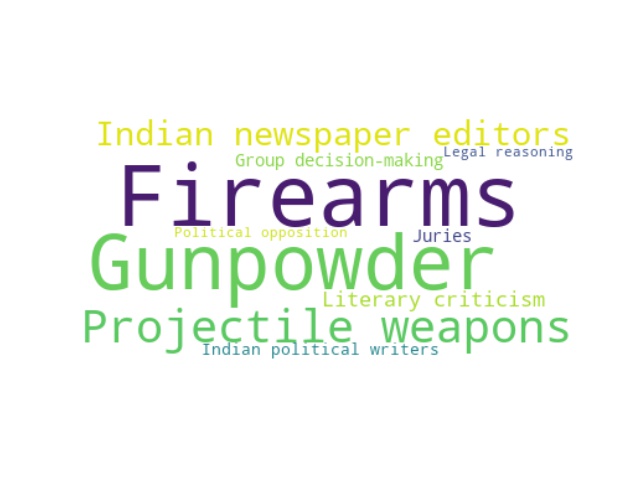 Indian newspaper editors
Group decision-making
Legal reasoning
Firearms
Political opposition
Juries
Gunpowder
Literary criticism
Projectile weapons
Indian political writers